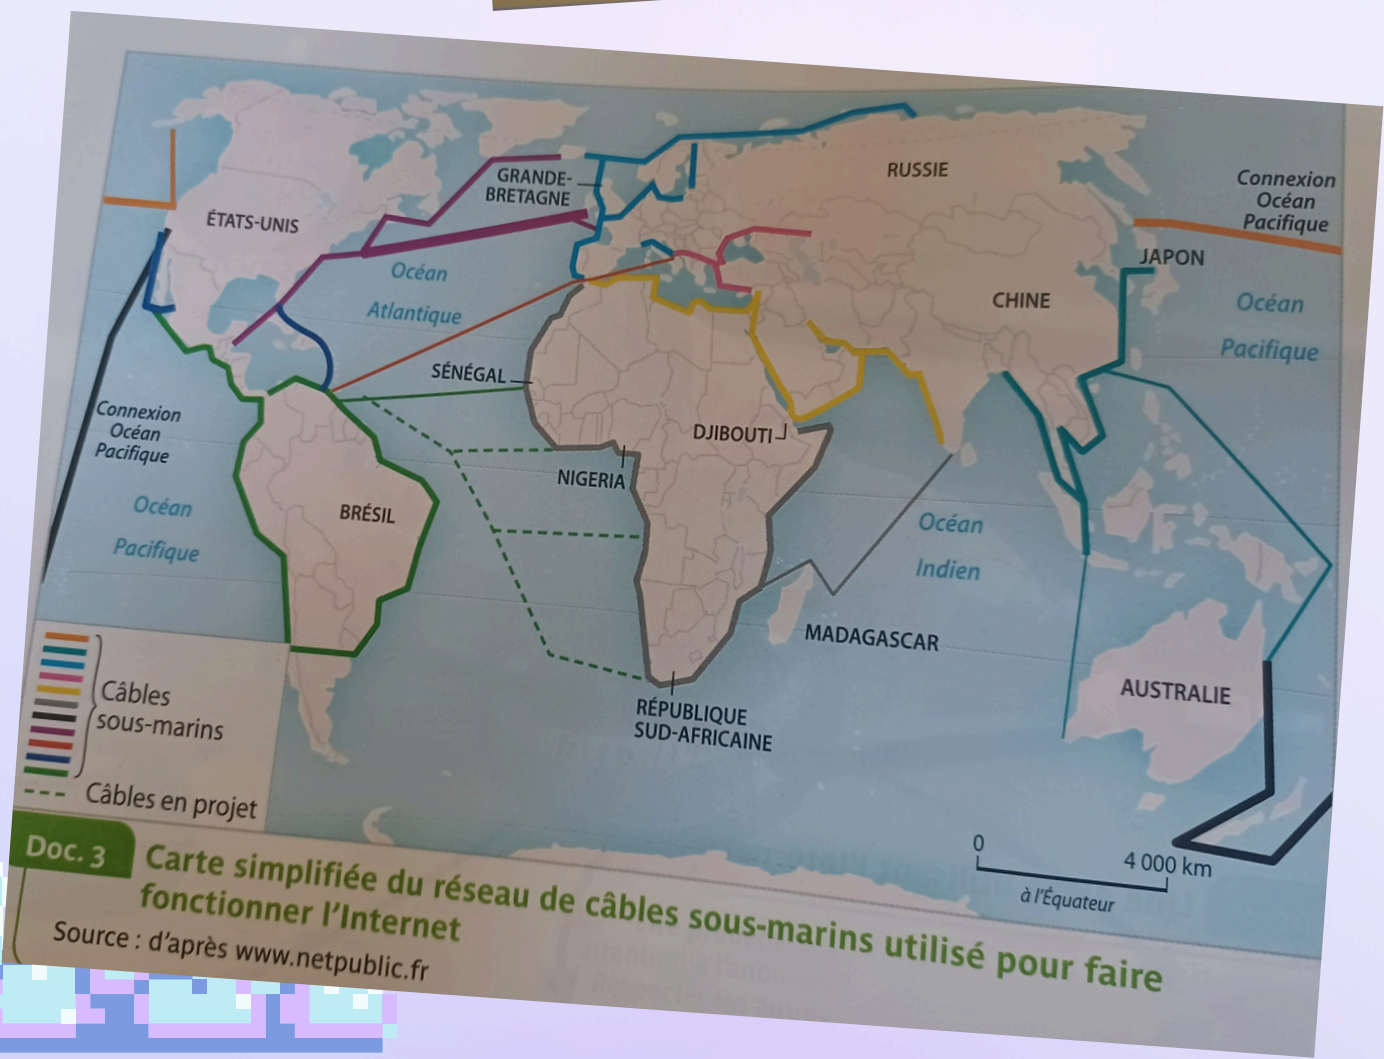 RUSSIE
GRANDE-
BRETAGNE
Connexion
Océan
Pacifique
ÉTATS-UNIS
JAPON
Océan
Atlantique
CHINE
Océan
Pacifique
SÉNÉGAL
Connexion
Océan
Pacifique
DJIBOUTI
NIGERIA
Océan
Pacifique
BRÉSIL
Océan
Indien
MADAGASCAR
AUSTRALIE
RÉPUBLIQUE
SUD-AFRICAINE
Câbles
sous-marins
Câbles en projet
0
4 000 km
à l'Équateur
Doc. 3
Carte simplifiée du réseau de câbles sous-marins utilisé pour faire
fonctionner l'Internet
Source : d'après www.netpublic.fr